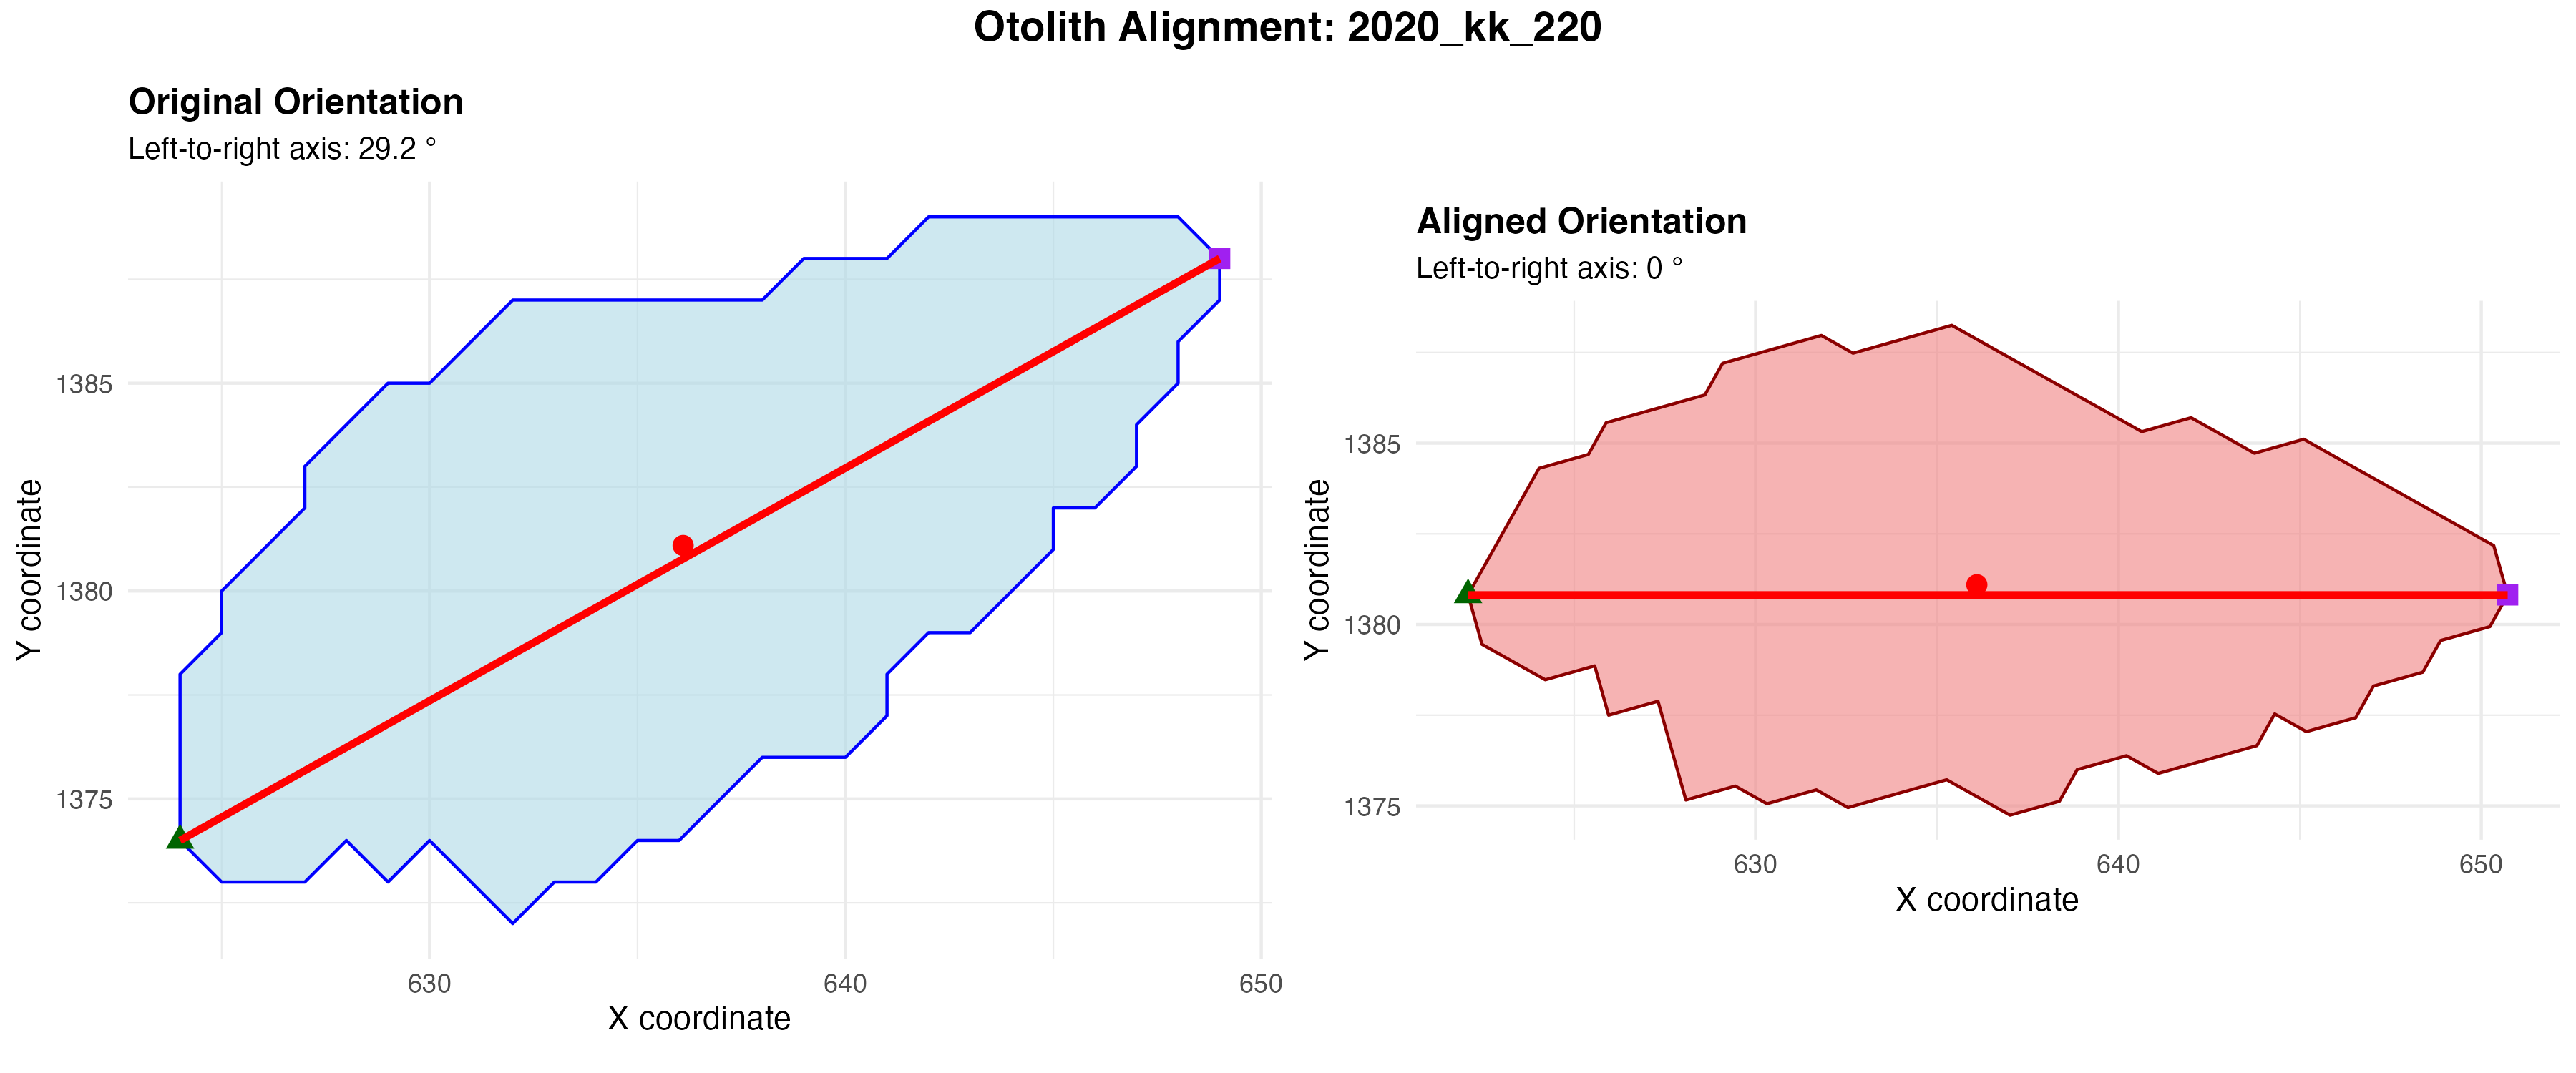 Otolith Alignment: 2020_kk_220
Original Orientation
Left-to-right axis: 29.2 °
1385
1380
1375
Y coordinate
630
640
650
X coordinate
Aligned Orientation
Left-to-right axis: 0 °
1385
1380
1375
Y coordinate
630
640
650
X coordinate